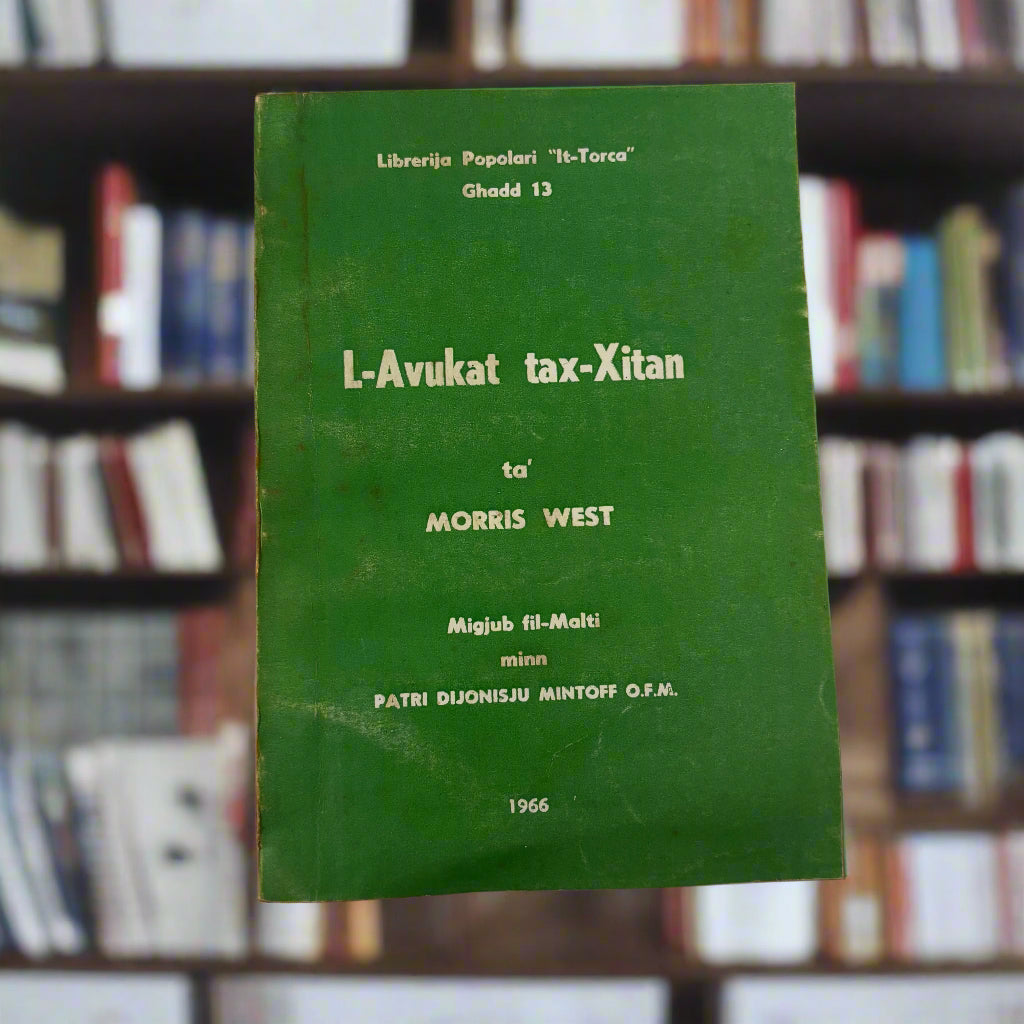 Librerija Popolari "It-Torca"
Ghadd 13
L-Avukat tax-Xitan
ta'
MORRIS WEST
Migjub fil-Malti
minn
PATRI DIJONISJU MINTOFF O.F.M.
1966